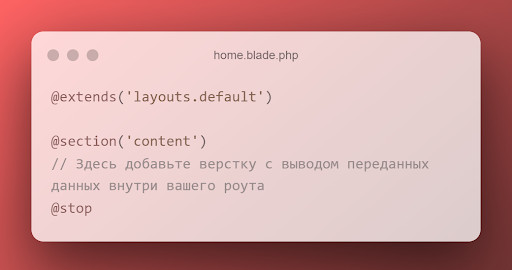 home.blade.php
@extends('layouts.default')
@section('content')
// Здесь добавьте верстку с выводом переданных
данных внутри вашего роута
@stop